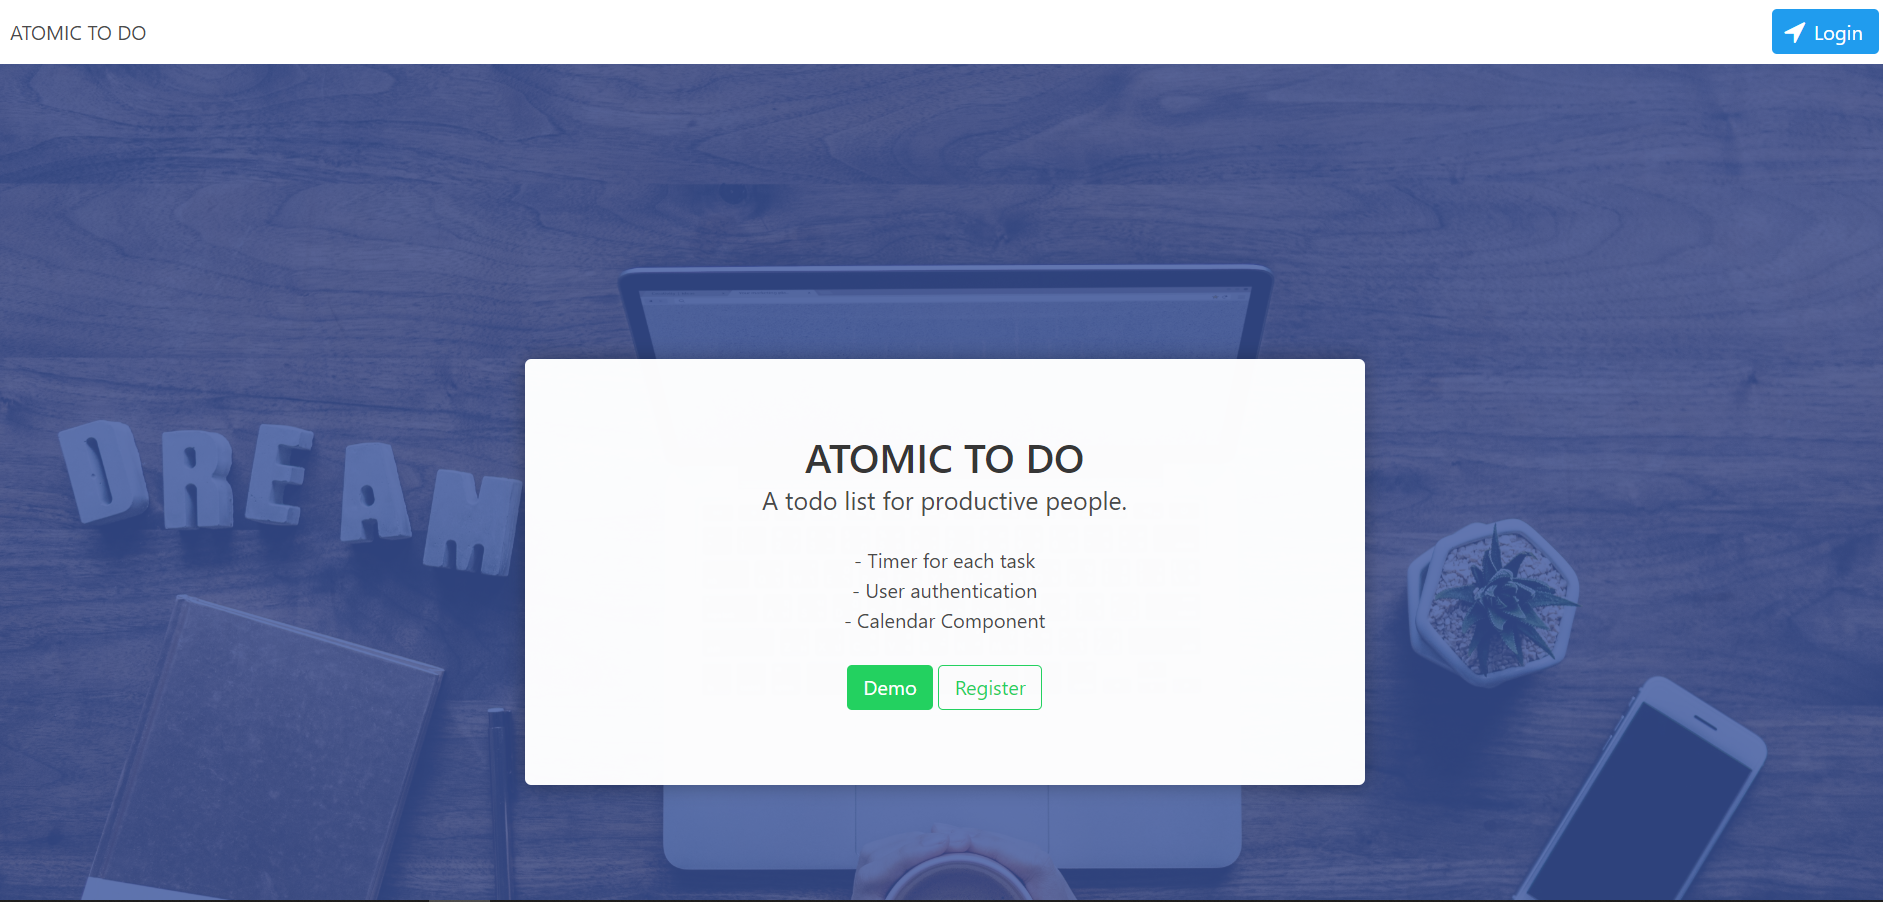 ATOMIC TO DO
Login
DREAM
ATOMIC TO DO
A todo list for productive people.
- Timer for each task
- User authentication
- Calendar Component
Demo
Register